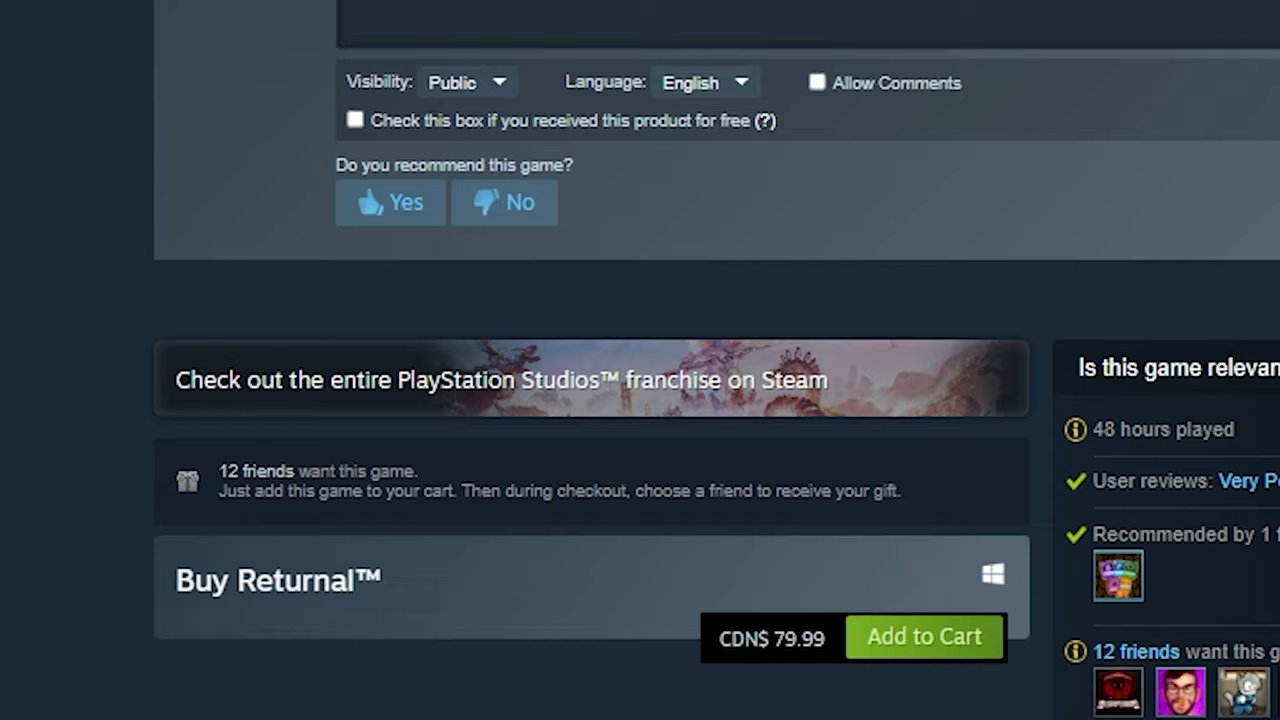 Visibility: Public Language: English Allow Comments
Check this box if you received this product for free (?)
Do you recommend this game?
Yes No
Check out the entire PlayStation Studios™ franchise on Steam
12 friends want this game.
Just add this game to your cart. Then during checkout, choose a friend to receive your gift.
Buy Returnal™
CDN$ 79.99 Add to Cart
Is this game relevan
48 hours played
User reviews: Very Po
Recommended by 1 f
12 friends want this g